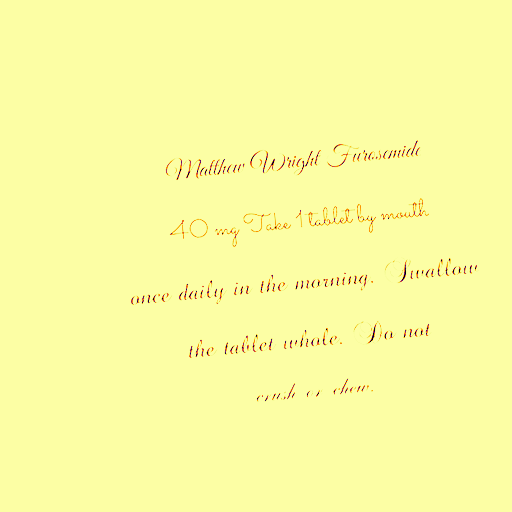 Matthew Wright Furosemide
40 mg Take 1 tablet by mouth
once daily in the morning. Swallow
the tablet whole. Do not
crush or chew.